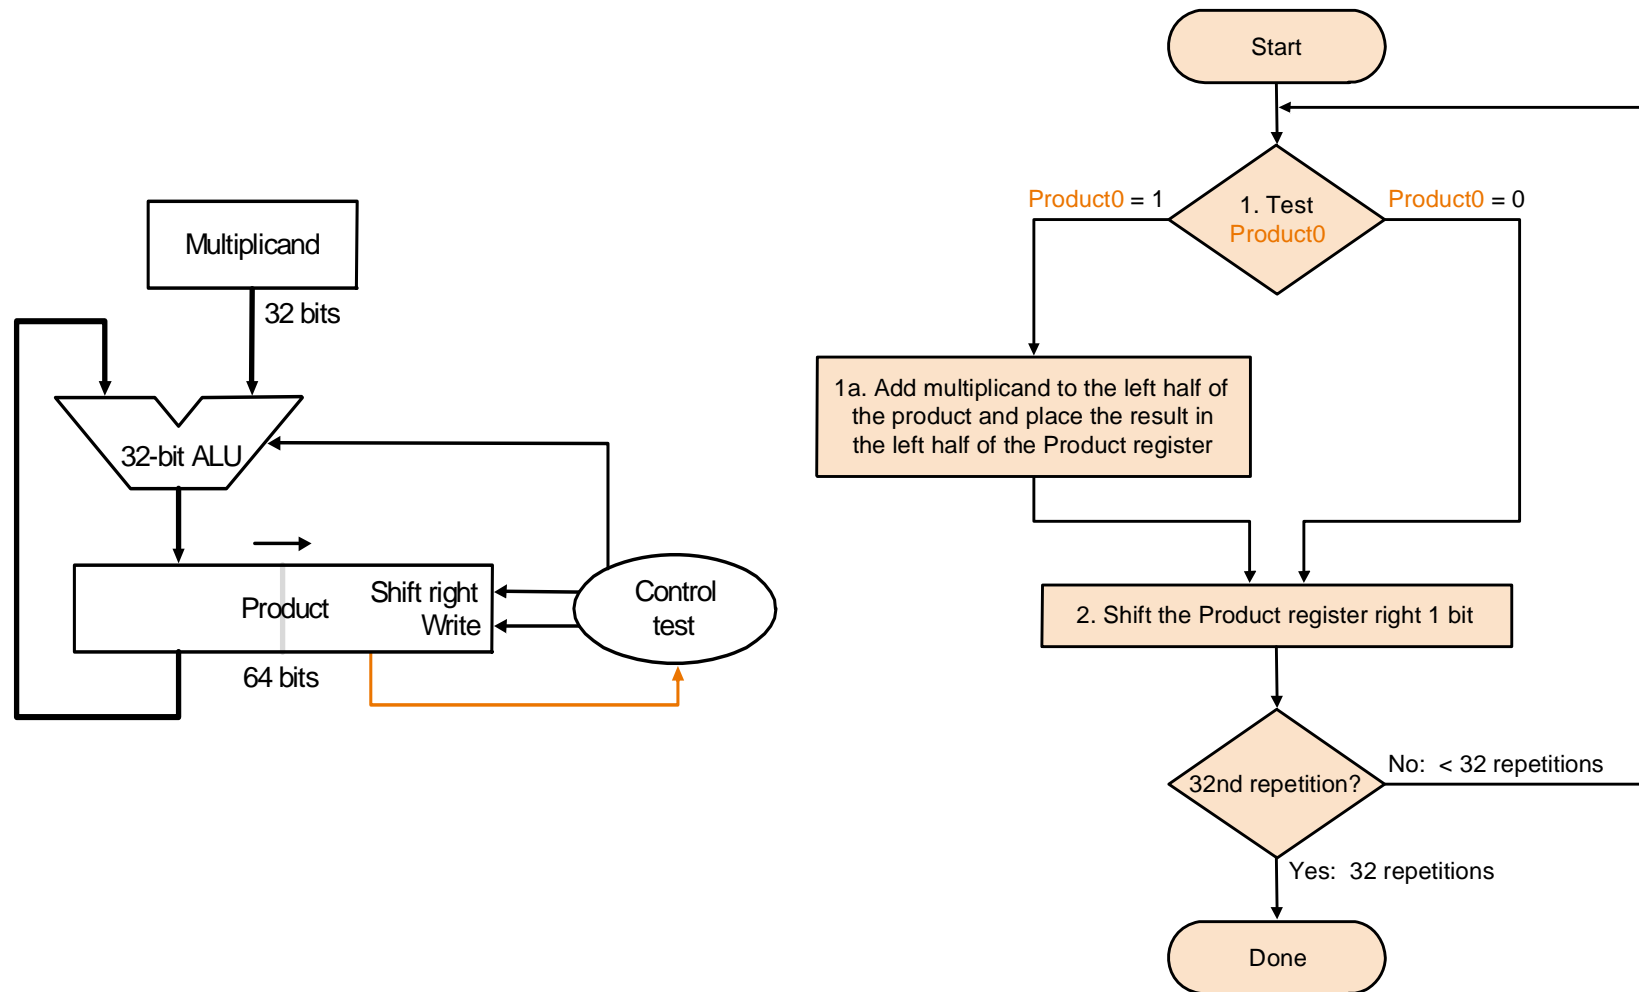 Multiplicand
32 bits
32-bit ALU
Product
Shift right
Write
64 bits
Control
test
Start
Product0 = 1
1. Test
Product0
Product0 = 0
1a. Add multiplicand to the left half of
the product and place the result in
the left half of the Product register
2. Shift the Product register right 1 bit
32nd repetition?
No: < 32 repetitions
Yes: 32 repetitions
Done